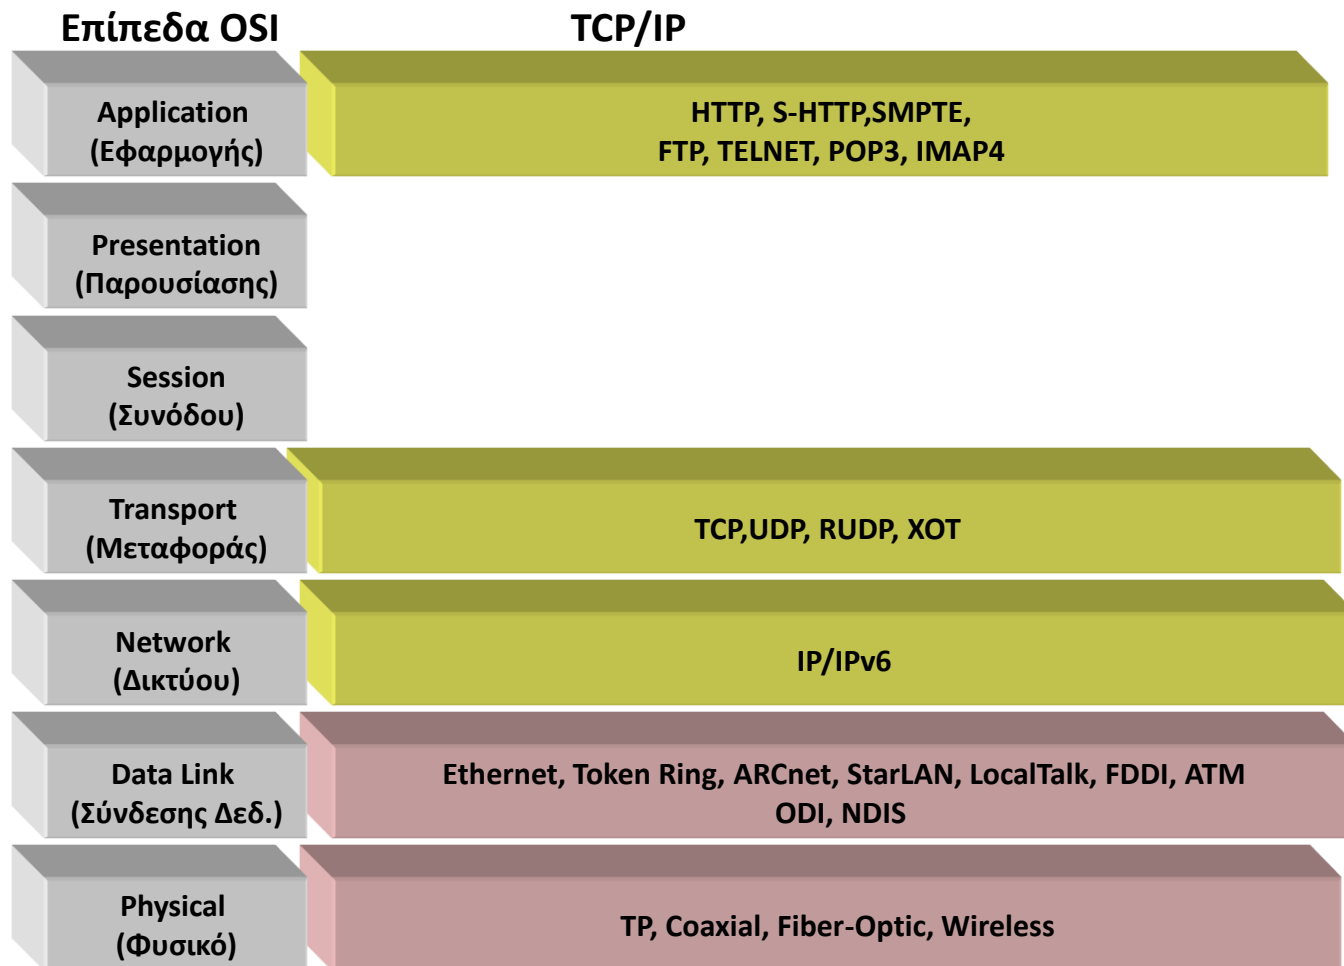 Επίπεδα OSI
TCP/IP
Application
(Εφαρμογής)
HTTP, S-HTTP,SMPTE,
FTP, TELNET, POP3, IMAP4
Presentation
(Παρουσίασης)
Session
(Συνόδου)
Transport
(Μεταφοράς)
TCP,UDP, RUDP, XOT
Network
(Δικτύου)
IP/IPv6
Data Link
(Σύνδεσης Δεδ.)
Ethernet, Token Ring, ARCnet, StarLAN, LocalTalk, FDDI, ATM
ODI, NDIS
Physical
(Φυσικό)
TP, Coaxial, Fiber-Optic, Wireless